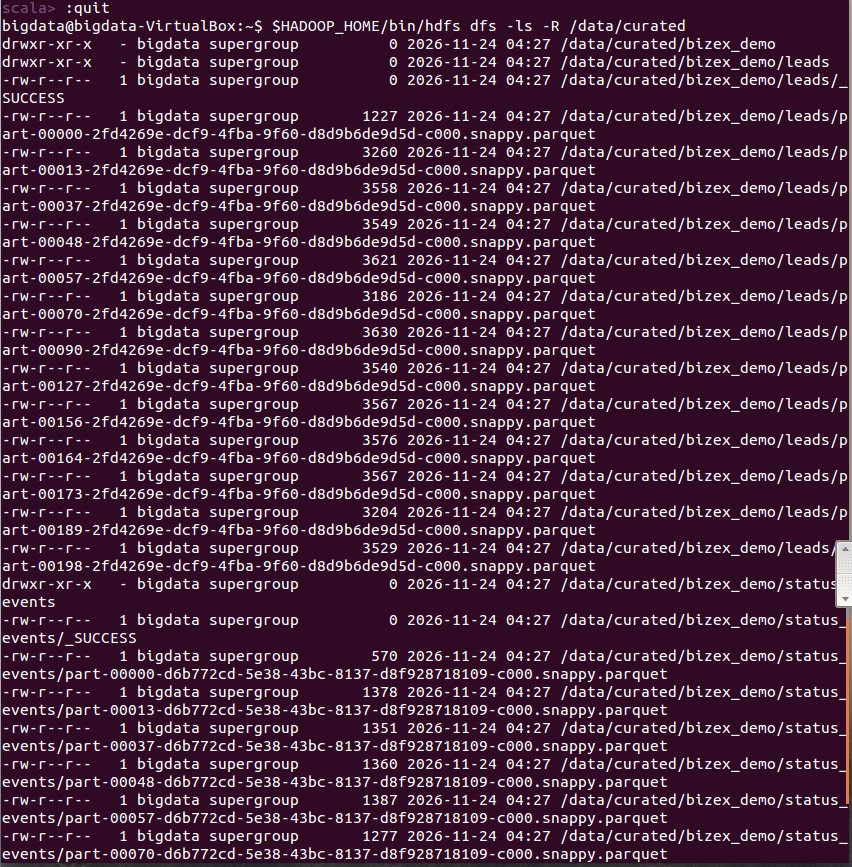 scala> :quit
bigdata@bigdata-VirtualBox:~$ $HADOOP_HOME/bin/hdfs dfs -ls -R /data/curated
drwxr-xr-x   - bigdata supergroup          0 2026-11-24 04:27 /data/curated/bizex_demo
drwxr-xr-x   - bigdata supergroup          0 2026-11-24 04:27 /data/curated/bizex_demo/leads
-rw-r--r--   1 bigdata supergroup          0 2026-11-24 04:27 /data/curated/bizex_demo/leads/_
SUCCESS
-rw-r--r--   1 bigdata supergroup       1227 2026-11-24 04:27 /data/curated/bizex_demo/leads/p
art-00000-2fd4269e-dcf9-4fba-9f60-d8d9b6de9d5d-c000.snappy.parquet
-rw-r--r--   1 bigdata supergroup       3260 2026-11-24 04:27 /data/curated/bizex_demo/leads/p
art-00013-2fd4269e-dcf9-4fba-9f60-d8d9b6de9d5d-c000.snappy.parquet
-rw-r--r--   1 bigdata supergroup       3558 2026-11-24 04:27 /data/curated/bizex_demo/leads/p
art-00037-2fd4269e-dcf9-4fba-9f60-d8d9b6de9d5d-c000.snappy.parquet
-rw-r--r--   1 bigdata supergroup       3549 2026-11-24 04:27 /data/curated/bizex_demo/leads/p
art-00048-2fd4269e-dcf9-4fba-9f60-d8d9b6de9d5d-c000.snappy.parquet
-rw-r--r--   1 bigdata supergroup       3621 2026-11-24 04:27 /data/curated/bizex_demo/leads/p
art-00057-2fd4269e-dcf9-4fba-9f60-d8d9b6de9d5d-c000.snappy.parquet
-rw-r--r--   1 bigdata supergroup       3186 2026-11-24 04:27 /data/curated/bizex_demo/leads/p
art-00070-2fd4269e-dcf9-4fba-9f60-d8d9b6de9d5d-c000.snappy.parquet
-rw-r--r--   1 bigdata supergroup       3630 2026-11-24 04:27 /data/curated/bizex_demo/leads/p
art-00090-2fd4269e-dcf9-4fba-9f60-d8d9b6de9d5d-c000.snappy.parquet
-rw-r--r--   1 bigdata supergroup       3540 2026-11-24 04:27 /data/curated/bizex_demo/leads/p
art-00127-2fd4269e-dcf9-4fba-9f60-d8d9b6de9d5d-c000.snappy.parquet
-rw-r--r--   1 bigdata supergroup       3567 2026-11-24 04:27 /data/curated/bizex_demo/leads/p
art-00156-2fd4269e-dcf9-4fba-9f60-d8d9b6de9d5d-c000.snappy.parquet
-rw-r--r--   1 bigdata supergroup       3576 2026-11-24 04:27 /data/curated/bizex_demo/leads/p
art-00164-2fd4269e-dcf9-4fba-9f60-d8d9b6de9d5d-c000.snappy.parquet
-rw-r--r--   1 bigdata supergroup       3567 2026-11-24 04:27 /data/curated/bizex_demo/leads/p
art-00173-2fd4269e-dcf9-4fba-9f60-d8d9b6de9d5d-c000.snappy.parquet
-rw-r--r--   1 bigdata supergroup       3204 2026-11-24 04:27 /data/curated/bizex_demo/leads/p
art-00189-2fd4269e-dcf9-4fba-9f60-d8d9b6de9d5d-c000.snappy.parquet
-rw-r--r--   1 bigdata supergroup       3529 2026-11-24 04:27 /data/curated/bizex_demo/leads/
art-00198-2fd4269e-dcf9-4fba-9f60-d8d9b6de9d5d-c000.snappy.parquet
drwxr-xr-x   - bigdata supergroup          0 2026-11-24 04:27 /data/curated/bizex_demo/status
events
-rw-r--r--   1 bigdata supergroup          0 2026-11-24 04:27 /data/curated/bizex_demo/status_
events/_SUCCESS
-rw-r--r--   1 bigdata supergroup        570 2026-11-24 04:27 /data/curated/bizex_demo/status_
events/part-00000-d6b772cd-5e38-43bc-8137-d8f928718109-c000.snappy.parquet
-rw-r--r--   1 bigdata supergroup       1378 2026-11-24 04:27 /data/curated/bizex_demo/status_
events/part-00013-d6b772cd-5e38-43bc-8137-d8f928718109-c000.snappy.parquet
-rw-r--r--   1 bigdata supergroup       1351 2026-11-24 04:27 /data/curated/bizex_demo/status_
events/part-00037-d6b772cd-5e38-43bc-8137-d8f928718109-c000.snappy.parquet
-rw-r--r--   1 bigdata supergroup       1360 2026-11-24 04:27 /data/curated/bizex_demo/status_
events/part-00048-d6b772cd-5e38-43bc-8137-d8f928718109-c000.snappy.parquet
-rw-r--r--   1 bigdata supergroup       1387 2026-11-24 04:27 /data/curated/bizex_demo/status_
events/part-00057-d6b772cd-5e38-43bc-8137-d8f928718109-c000.snappy.parquet
-rw-r--r--   1 bigdata supergroup       1277 2026-11-24 04:27 /data/curated/bizex_demo/status_
events/part-00070-d6b772cd-5e38-43bc-8137-d8f928718109-c000.snappy.parquet